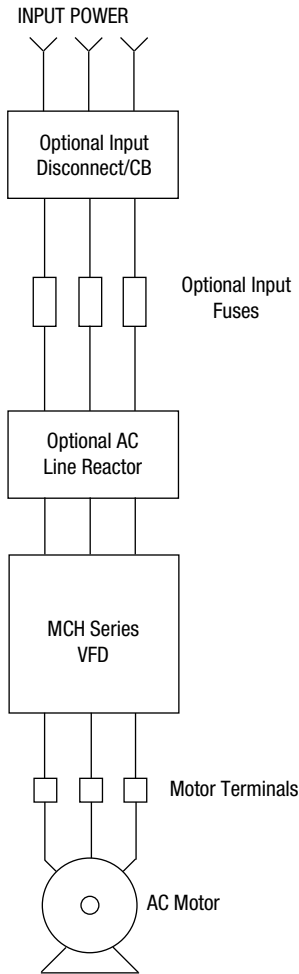 INPUT POWER
Optional Input
Disconnect/CB
Optional Input
Fuses
Optional AC
Line Reactor
MCH Series
VFD
Motor Terminals
AC Motor